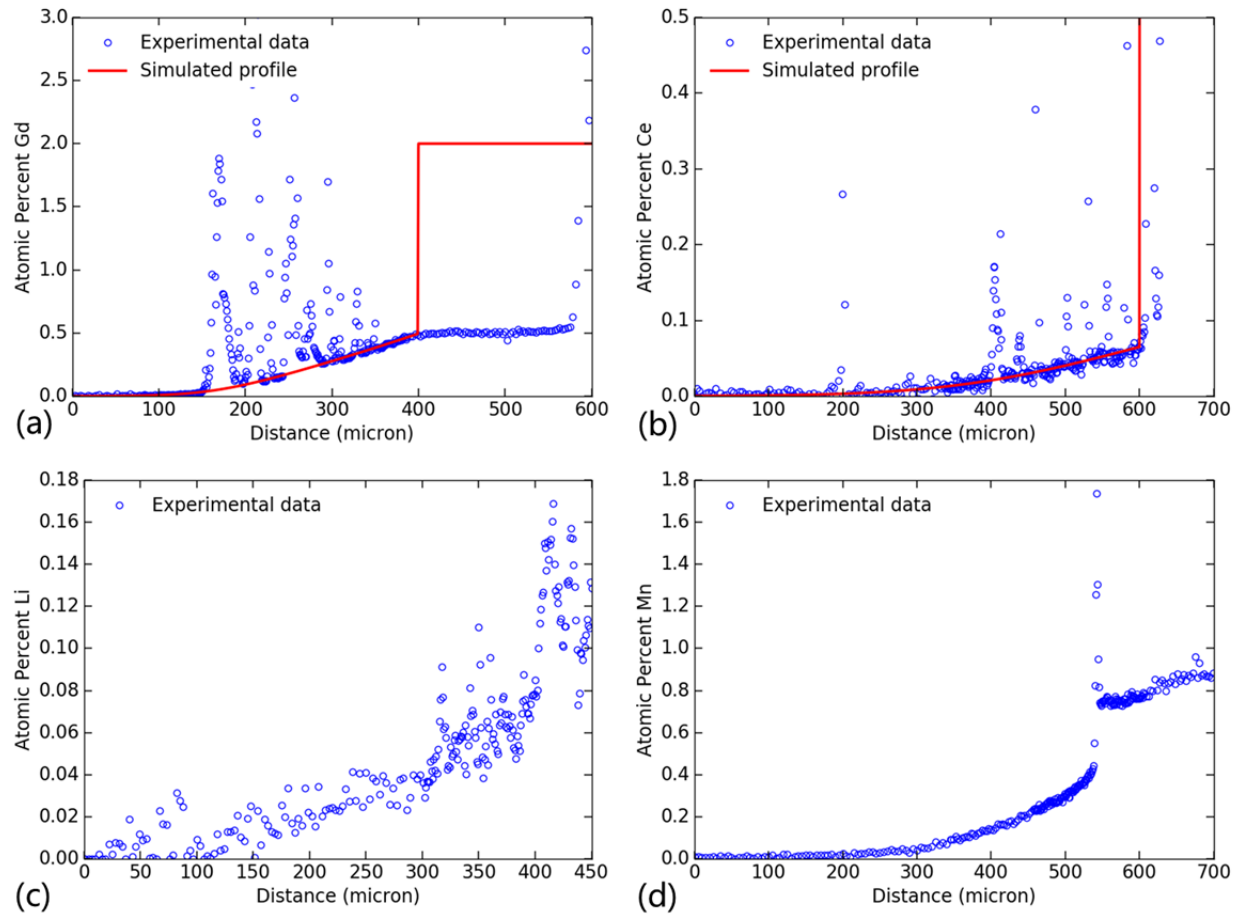 3.0
2.5
2.0
1.5
1.0
0.5
0.0
Atomic Percent Gd
Experimental data
Simulated profile
0 100 200 300 400 500 600
Distance (micron)
(a)
0.5
0.4
0.3
0.2
0.1
0.0
Atomic Percent Ce
Experimental data
Simulated profile
0 100 200 300 400 500 600 700
Distance (micron)
(b)
0.18
0.16
0.14
0.12
0.10
0.08
0.06
0.04
0.02
0.00
Atomic Percent Li
Experimental data
0 50 100 150 200 250 300 350 400 450
Distance (micron)
(c)
1.8
1.6
1.4
1.2
1.0
0.8
0.6
0.4
0.2
0.0
Atomic Percent Mn
Experimental data
0 100 200 300 400 500 600 700
Distance (micron)
(d)